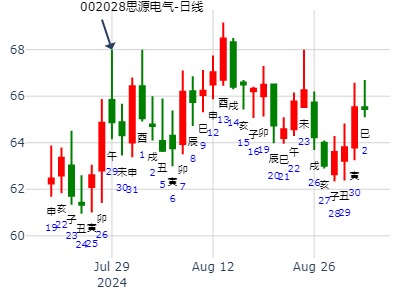 002028思源电气-日线
68
66
64
62
60
申
19
亥
22
子
23
丑
24
寅
25
卯
26
午
29
未
30
申
31
酉
1
戌
2
丑
5
寅
6
卯
7
辰
8
巳
9
申
12
酉
13
戌
14
亥
15
子
16
卯
19
辰
20
巳
21
午
22
未
23
戌
26
亥
27
子
28
丑
29
寅
30
巳
2
Jul 29
2024
Aug 12
Aug 26